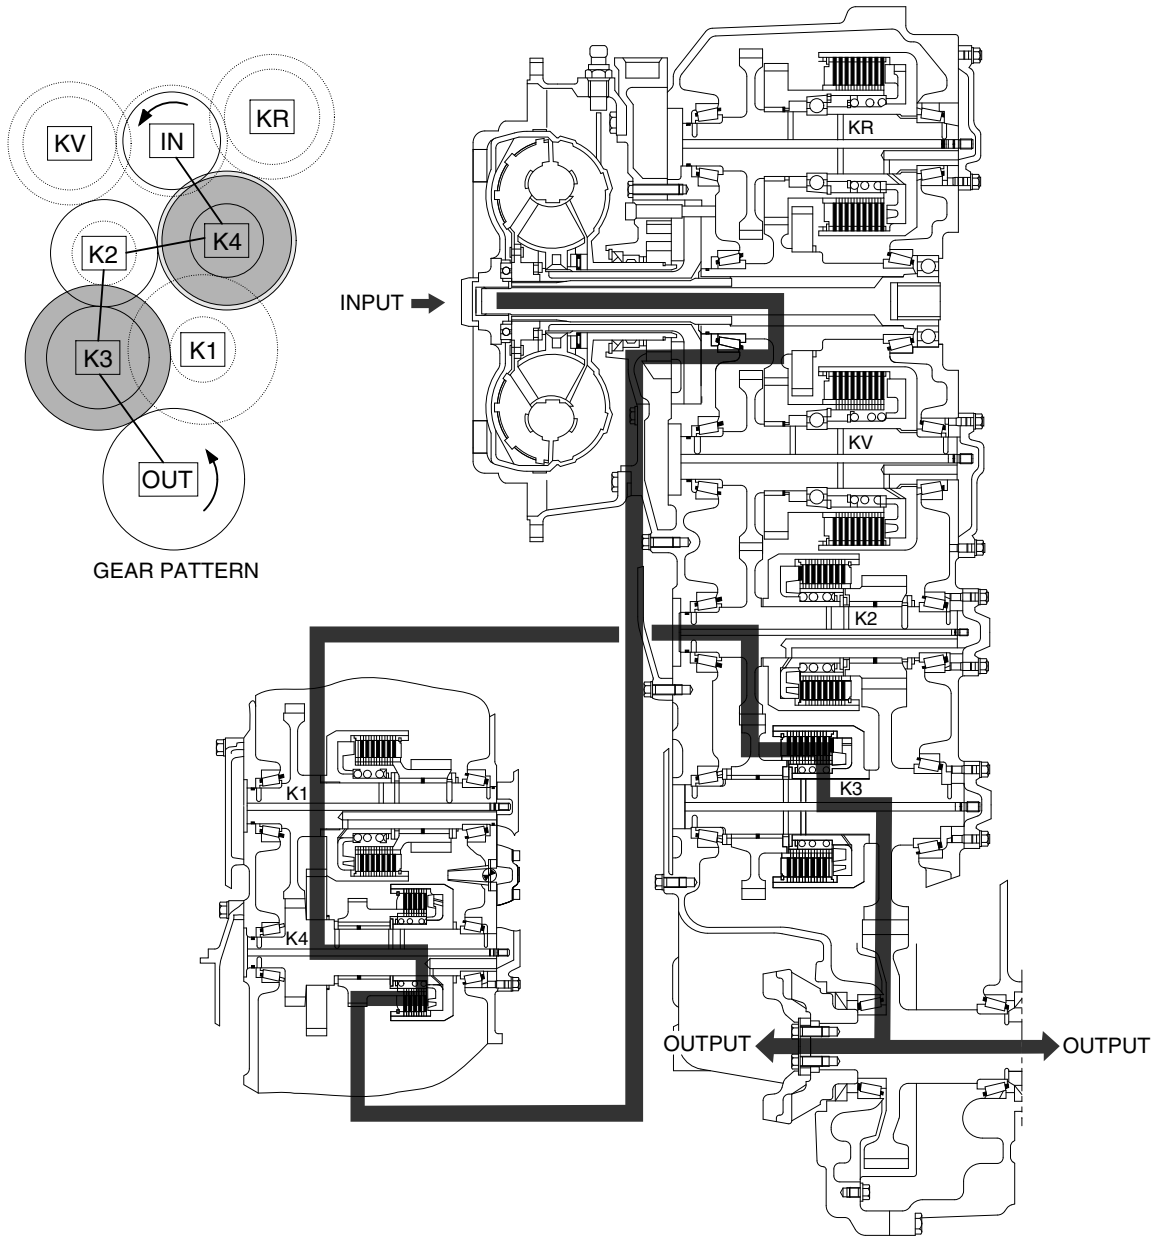 KV
IN
KR
K2
K4
K3
K1
OUT
GEAR PATTERN
INPUT
KR
KV
K2
K3
K1
K4
OUTPUT
OUTPUT